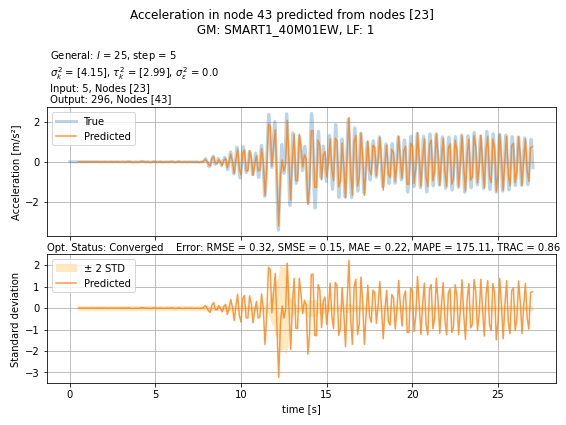 Acceleration in node 43 predicted from nodes [23]
GM: SMART1_40M01EW, LF: 1
General: l = 25, step = 5
σ²ₖ = [4.15], τ²ₖ = [2.99], σ²ε = 0.0
Input: 5, Nodes [23]
Output: 296, Nodes [43]
True
Predicted
Acceleration [m/s²]
2
0
−2
Opt. Status: Converged Error: RMSE = 0.32, SMSE = 0.15, MAE = 0.22, MAPE = 175.11, TRAC = 0.86
± 2 STD
Predicted
Standard deviation
2
1
0
−1
−2
−3
0 5 10 15 20 25
time [s]